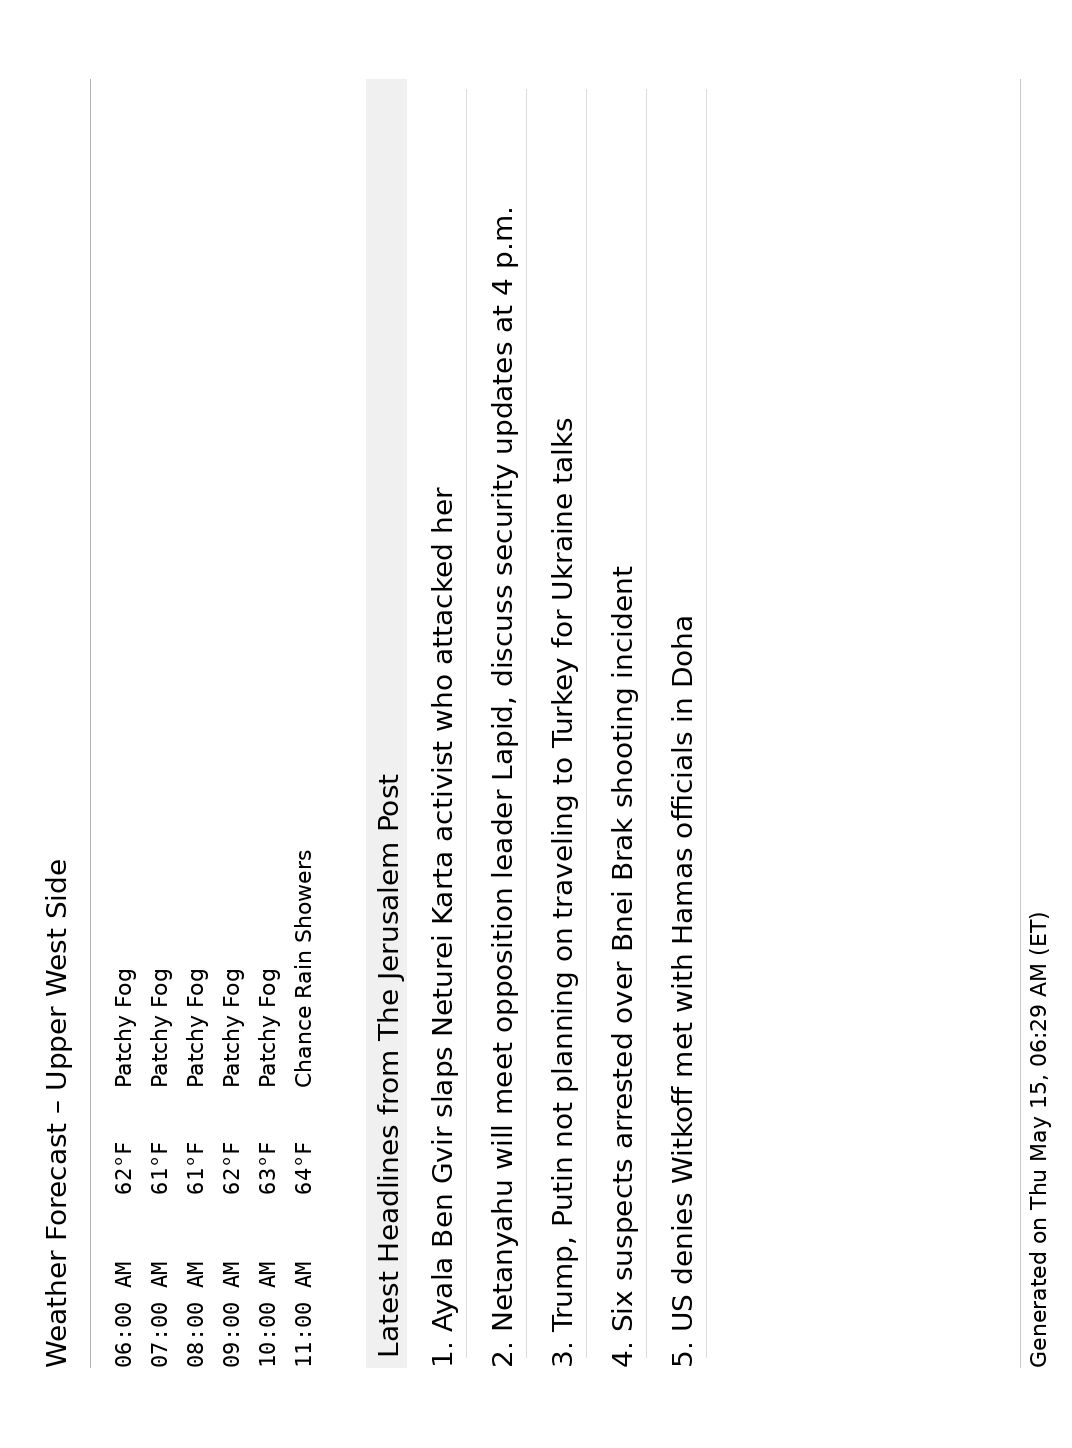 Weather Forecast – Upper West Side
06:00 AM 62°F Patchy Fog
07:00 AM 61°F Patchy Fog
08:00 AM 61°F Patchy Fog
09:00 AM 62°F Patchy Fog
10:00 AM 63°F Patchy Fog
11:00 AM 64°F Chance Rain Showers
Latest Headlines from The Jerusalem Post
1. Ayala Ben Gvir slaps Neturei Karta activist who attacked her
2. Netanyahu will meet opposition leader Lapid, discuss security updates at 4 p.m.
3. Trump, Putin not planning on traveling to Turkey for Ukraine talks
4. Six suspects arrested over Bnei Brak shooting incident
5. US denies Witkoff met with Hamas officials in Doha
Generated on Thu May 15, 06:29 AM (ET)